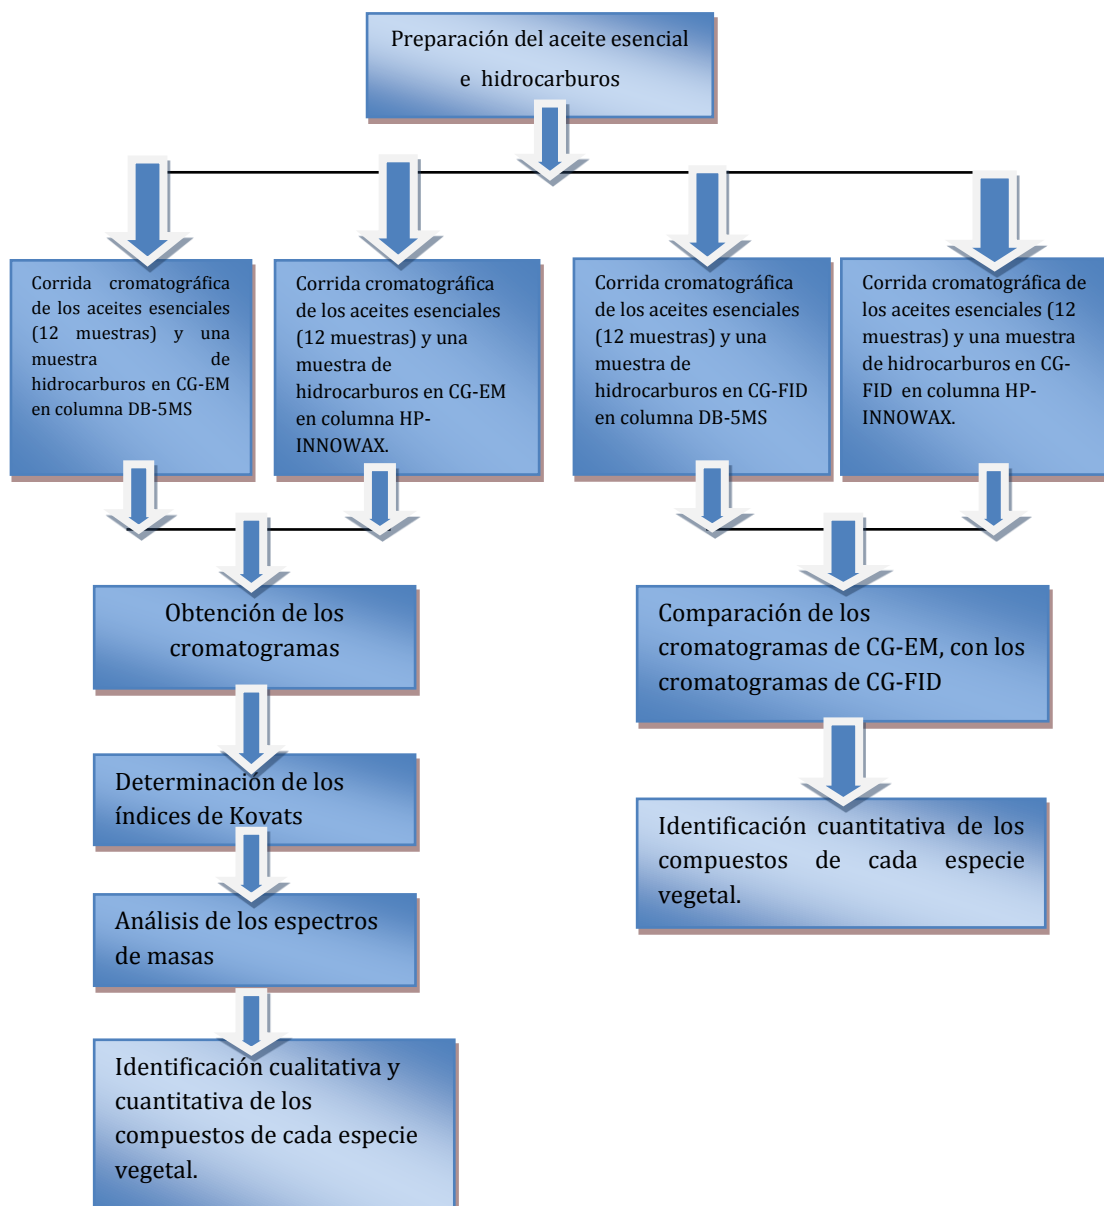 Preparación del aceite esencial
e hidrocarburos
Corrida cromatográfica
de los aceites esenciales
(12 muestras) y una
muestra de
hidrocarburos en CG-EM
en columna DB-5MS
Corrida cromatográfica
de los aceites esenciales
(12 muestras) y una
muestra de
hidrocarburos en CG-EM
en columna HP-
INNOWAX.
Corrida cromatográfica
de los aceites esenciales
(12 muestras) y una
muestra de
hidrocarburos en CG-FID
en columna DB-5MS
Corrida cromatográfica de
los aceites esenciales (12
muestras) y una muestra
de hidrocarburos en CG-
FID en columna HP-
INNOWAX.
Obtención de los
cromatogramas
Determinación de los
índices de Kovats
Análisis de los espectros
de masas
Identificación cualitativa y
cuantitativa de los
compuestos de cada especie
vegetal.
Comparación de los
cromatogramas de CG-EM, con los
cromatogramas de CG-FID
Identificación cuantitativa de los
compuestos de cada especie
vegetal.